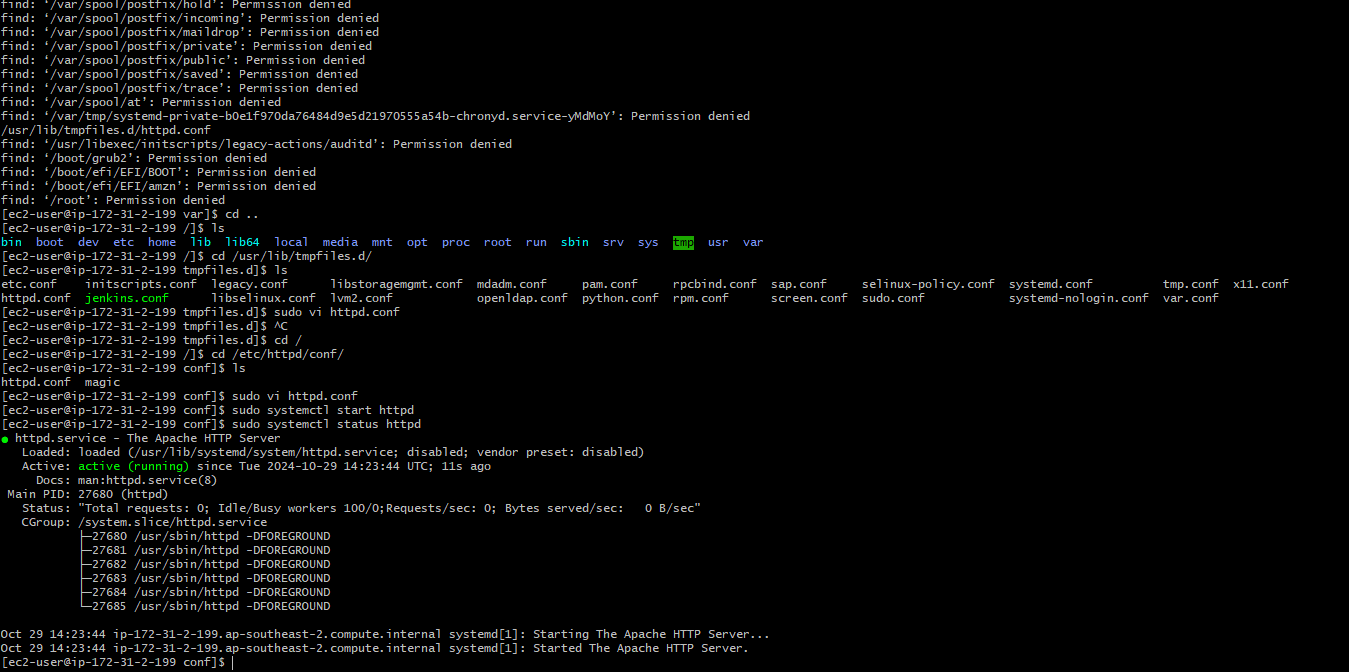 find: ‘/var/spool/postfix/hold’: Permission denied
find: ‘/var/spool/postfix/incoming’: Permission denied
find: ‘/var/spool/postfix/maildrop’: Permission denied
find: ‘/var/spool/postfix/private’: Permission denied
find: ‘/var/spool/postfix/public’: Permission denied
find: ‘/var/spool/postfix/saved’: Permission denied
find: ‘/var/spool/postfix/trace’: Permission denied
find: ‘/var/spool/at’: Permission denied
find: ‘/var/tmp/systemd-private-b0e1f970da76484d9e5d21970555a54b-chronyd.service-yMdMoY’: Permission denied
/usr/lib/tmpfiles.d/httpd.conf
find: ‘/usr/libexec/initscripts/legacy-actions/auditd’: Permission denied
find: ‘/boot/grub2’: Permission denied
find: ‘/boot/efi/EFI/BOOT’: Permission denied
find: ‘/boot/efi/EFI/amzn’: Permission denied
find: ‘/root’: Permission denied
[ec2-user@ip-172-31-2-199 var]$ cd ..
[ec2-user@ip-172-31-2-199 /]$ ls
bin  boot  dev  etc  home  lib  lib64  local  media  mnt  opt  proc  root  run  sbin  srv  sys  tmp  usr  var
[ec2-user@ip-172-31-2-199 /]$ cd /usr/lib/tmpfiles.d/
[ec2-user@ip-172-31-2-199 tmpfiles.d]$ ls
etc.conf    initscripts.conf  legacy.conf      libstoragemgmt.conf  mdadm.conf     pam.conf     rpcbind.conf  sap.conf     selinux-policy.conf  systemd.conf          tmp.conf  x11.conf
httpd.conf  jenkins.conf      libselinux.conf  lvm2.conf            openldap.conf  python.conf  rpm.conf      screen.conf  sudo.conf            systemd-nologin.conf  var.conf
[ec2-user@ip-172-31-2-199 tmpfiles.d]$ sudo vi httpd.conf
[ec2-user@ip-172-31-2-199 tmpfiles.d]$ ^C
[ec2-user@ip-172-31-2-199 tmpfiles.d]$ cd /
[ec2-user@ip-172-31-2-199 /]$ cd /etc/httpd/conf/
[ec2-user@ip-172-31-2-199 conf]$ ls
httpd.conf  magic
[ec2-user@ip-172-31-2-199 conf]$ sudo vi httpd.conf
[ec2-user@ip-172-31-2-199 conf]$ sudo systemctl start httpd
[ec2-user@ip-172-31-2-199 conf]$ sudo systemctl status httpd
● httpd.service - The Apache HTTP Server
   Loaded: loaded (/usr/lib/systemd/system/httpd.service; disabled; vendor preset: disabled)
   Active: active (running) since Tue 2024-10-29 14:23:44 UTC; 11s ago
     Docs: man:httpd.service(8)
 Main PID: 27680 (httpd)
   Status: "Total requests: 0; Idle/Busy workers 100/0;Requests/sec: 0; Bytes served/sec:   0 B/sec"
   CGroup: /system.slice/httpd.service
           ├─27680 /usr/sbin/httpd -DFOREGROUND
           ├─27681 /usr/sbin/httpd -DFOREGROUND
           ├─27682 /usr/sbin/httpd -DFOREGROUND
           ├─27683 /usr/sbin/httpd -DFOREGROUND
           ├─27684 /usr/sbin/httpd -DFOREGROUND
           └─27685 /usr/sbin/httpd -DFOREGROUND
Oct 29 14:23:44 ip-172-31-2-199.ap-southeast-2.compute.internal systemd[1]: Starting The Apache HTTP Server...
Oct 29 14:23:44 ip-172-31-2-199.ap-southeast-2.compute.internal systemd[1]: Started The Apache HTTP Server.
[ec2-user@ip-172-31-2-199 conf]$